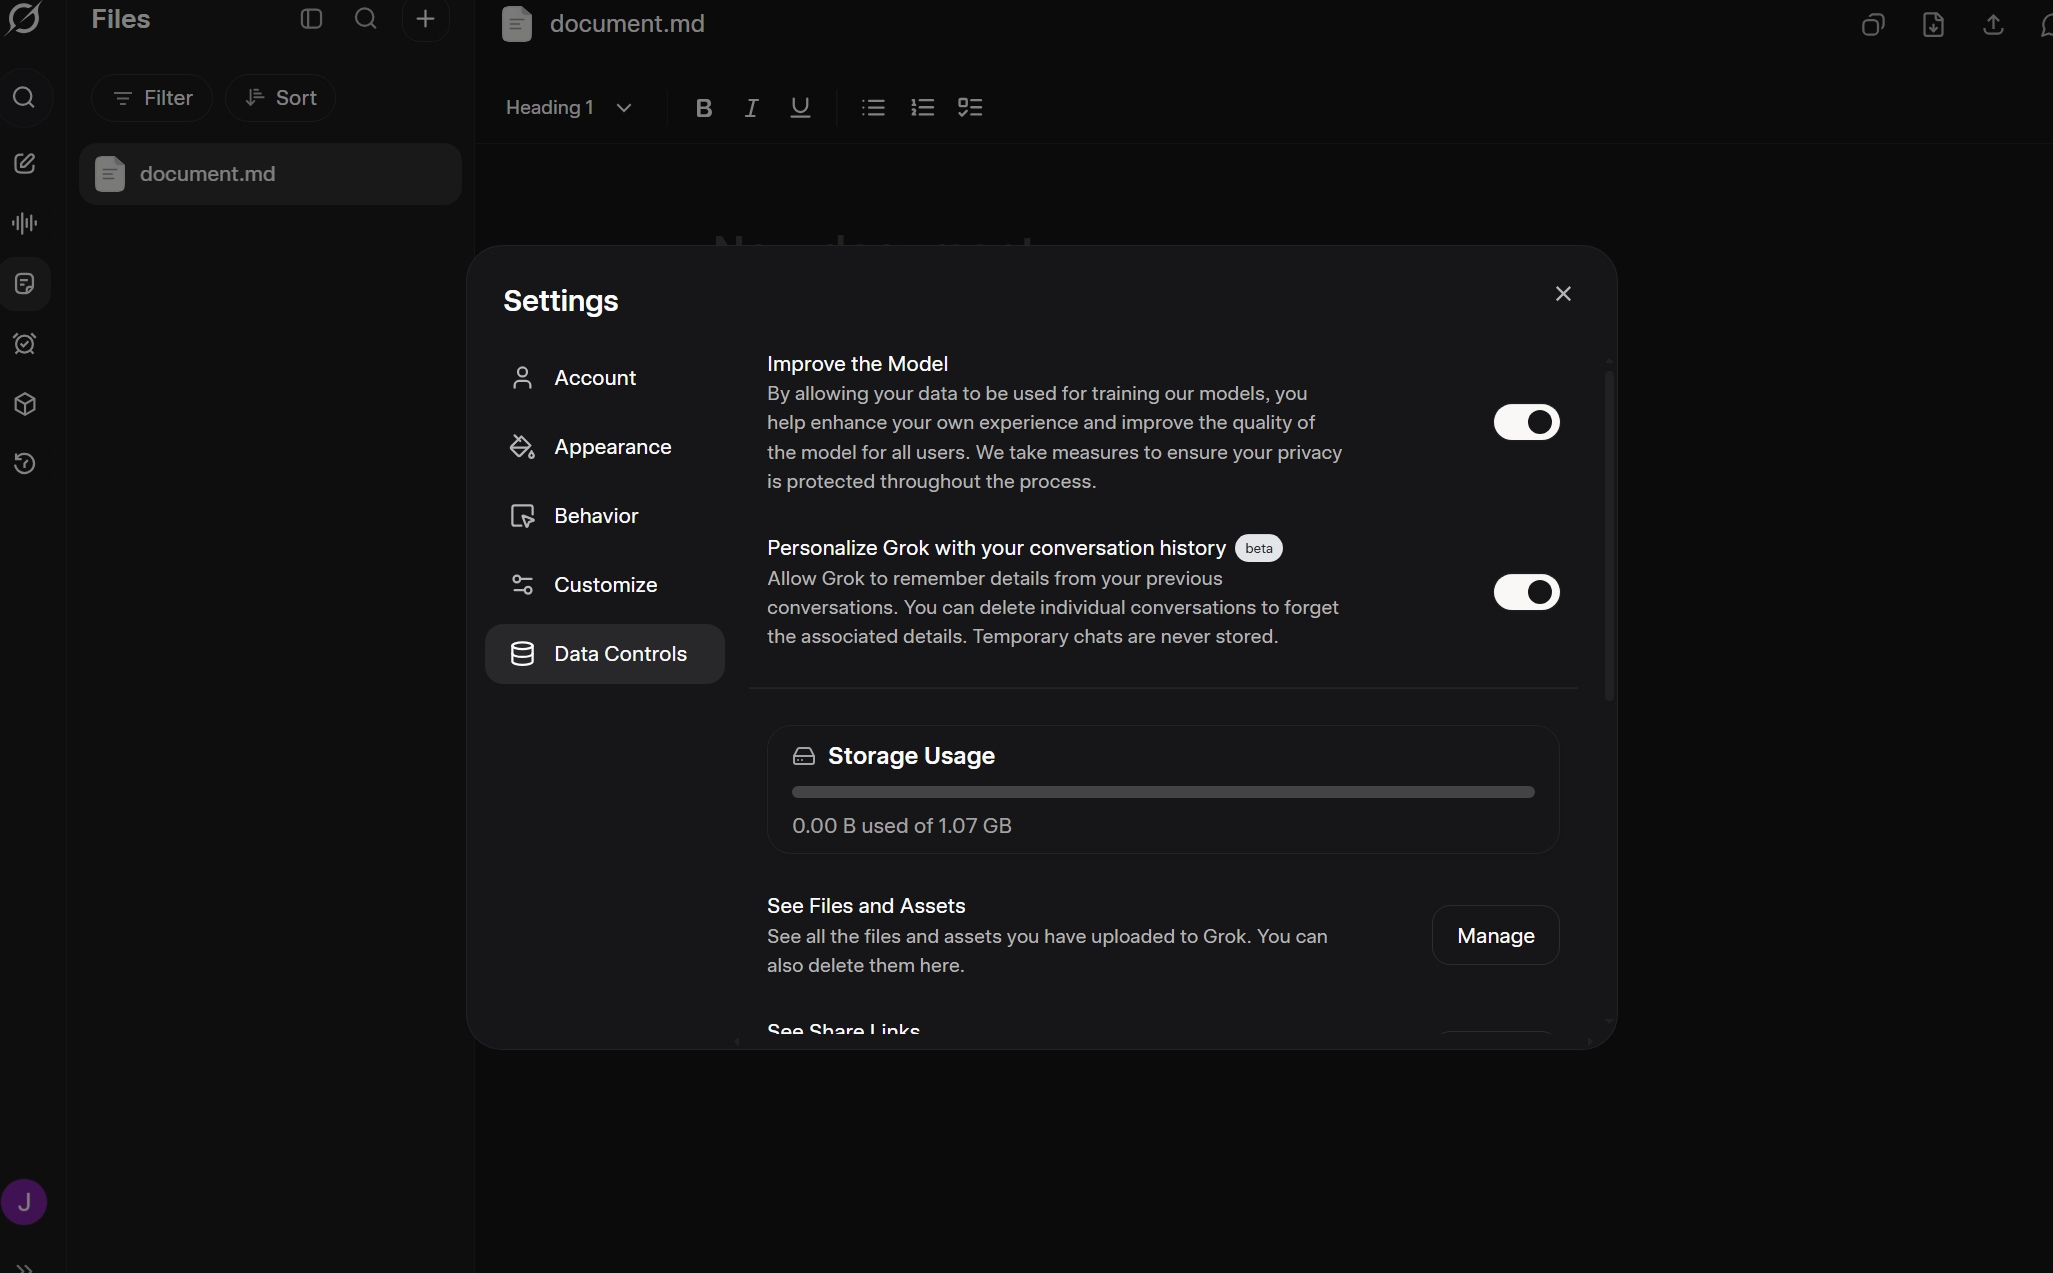 Files
Filter
Sort
document.md
J
document.md
Heading 1
B
I
U
Settings
Account
Appearance
Behavior
Customize
Data Controls
Improve the Model
By allowing your data to be used for training our models, you
help enhance your own experience and improve the quality of
the model for all users. We take measures to ensure your privacy
is protected throughout the process.
Personalize Grok with your conversation history beta
Allow Grok to remember details from your previous
conversations. You can delete individual conversations to forget
the associated details. Temporary chats are never stored.
Storage Usage
0.00 B used of 1.07 GB
See Files and Assets
See all the files and assets you have uploaded to Grok. You can
also delete them here.
Manage
See Share Links